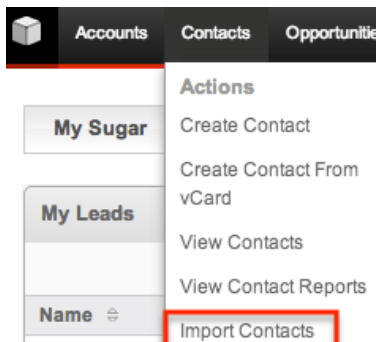 Accounts Contacts Opportunitie
Actions
My Sugar
Create Contact
Create Contact From
vCard
My Leads
View Contacts
View Contact Reports
Name
Import Contacts